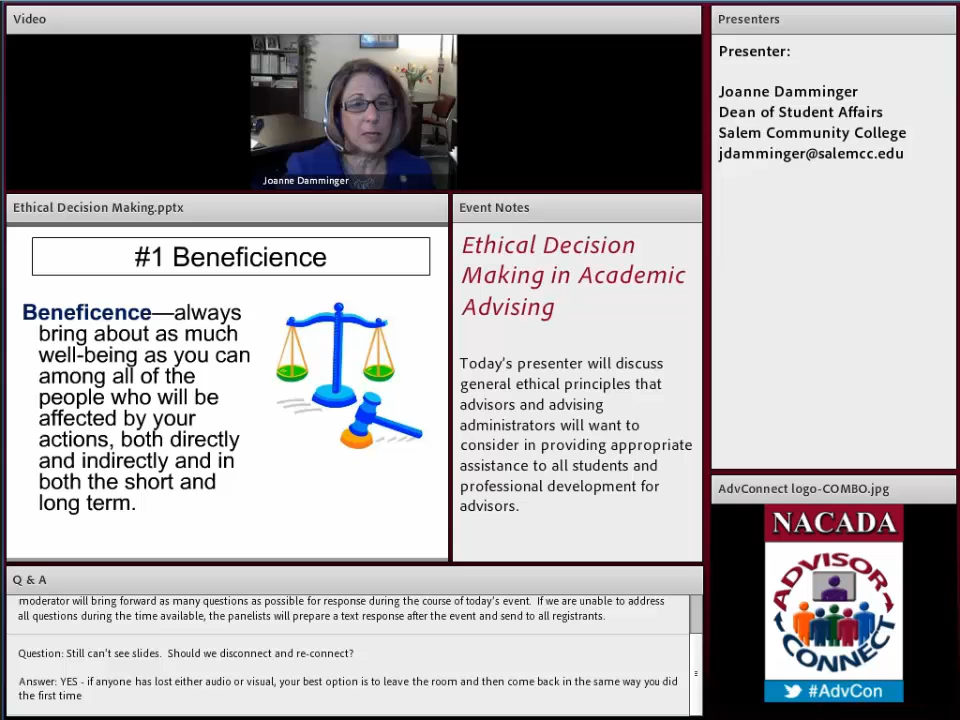 Video
Joanne Damminger
Presenters
Presenter:
Joanne Damminger
Dean of Student Affairs
Salem Community College
jdamminger@salemcc.edu
Ethical Decision Making.pptx
#1 Beneficience
Beneficence—always
bring about as much
well-being as you can
among all of the
people who will be
affected by your
actions, both directly
and indirectly and in
both the short and
long term.
Event Notes
Ethical Decision
Making in Academic
Advising
Today's presenter will discuss
general ethical principles that
advisors and advising
administrators will want to
consider in providing appropriate
assistance to all students and
professional development for
advisors.
AdvConnect logo-COMBO.jpg
NACADA
ADVISOR
CONNECT
#AdvCon
Q & A
moderator will bring forward as many questions as possible for response during the course of today's event. If we are unable to address
all questions during the time available, the panelists will prepare a text response after the event and send to all registrants.
Question: Still can't see slides. Should we disconnect and re-connect?
Answer: YES - if anyone has lost either audio or visual, your best option is to leave the room and then come back in the same way you did
the first time